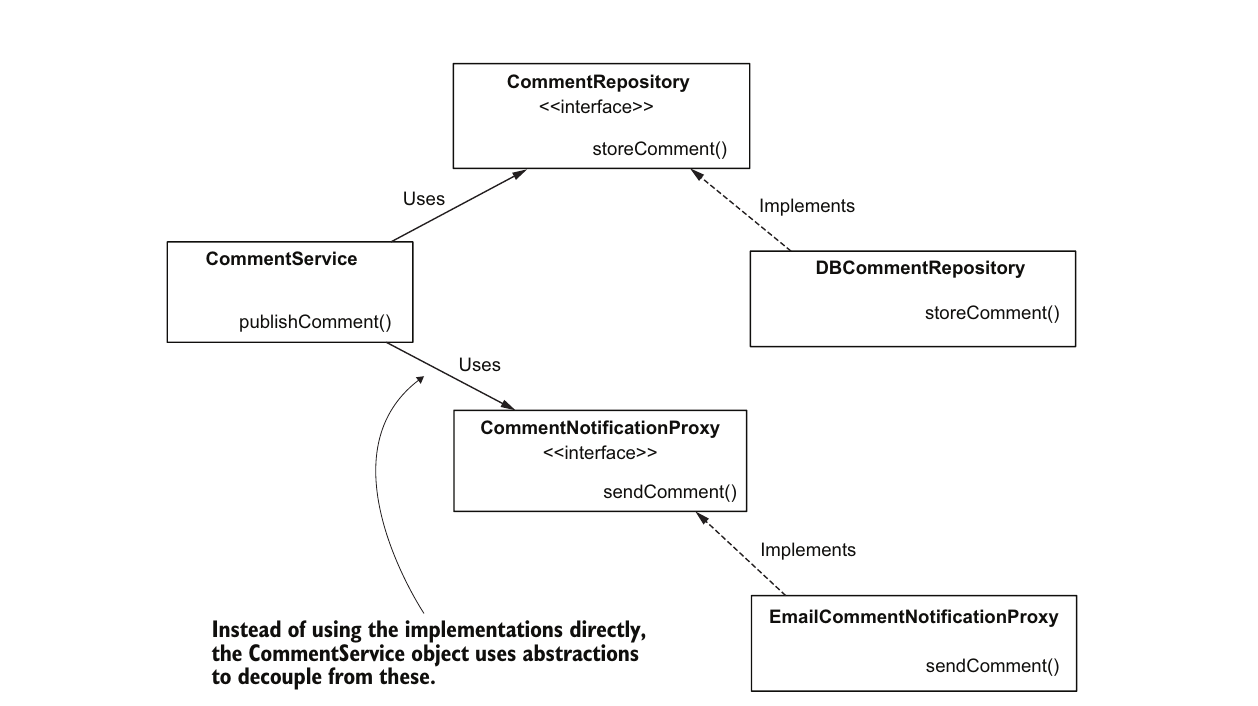 CommentRepository
<<interface>>
storeComment()
Uses
Implements
CommentService
publishComment()
DBCommentRepository
storeComment()
Uses
CommentNotificationProxy
<<interface>>
sendComment()
Implements
EmailCommentNotificationProxy
sendComment()
Instead of using the implementations directly,
the CommentService object uses abstractions
to decouple from these.